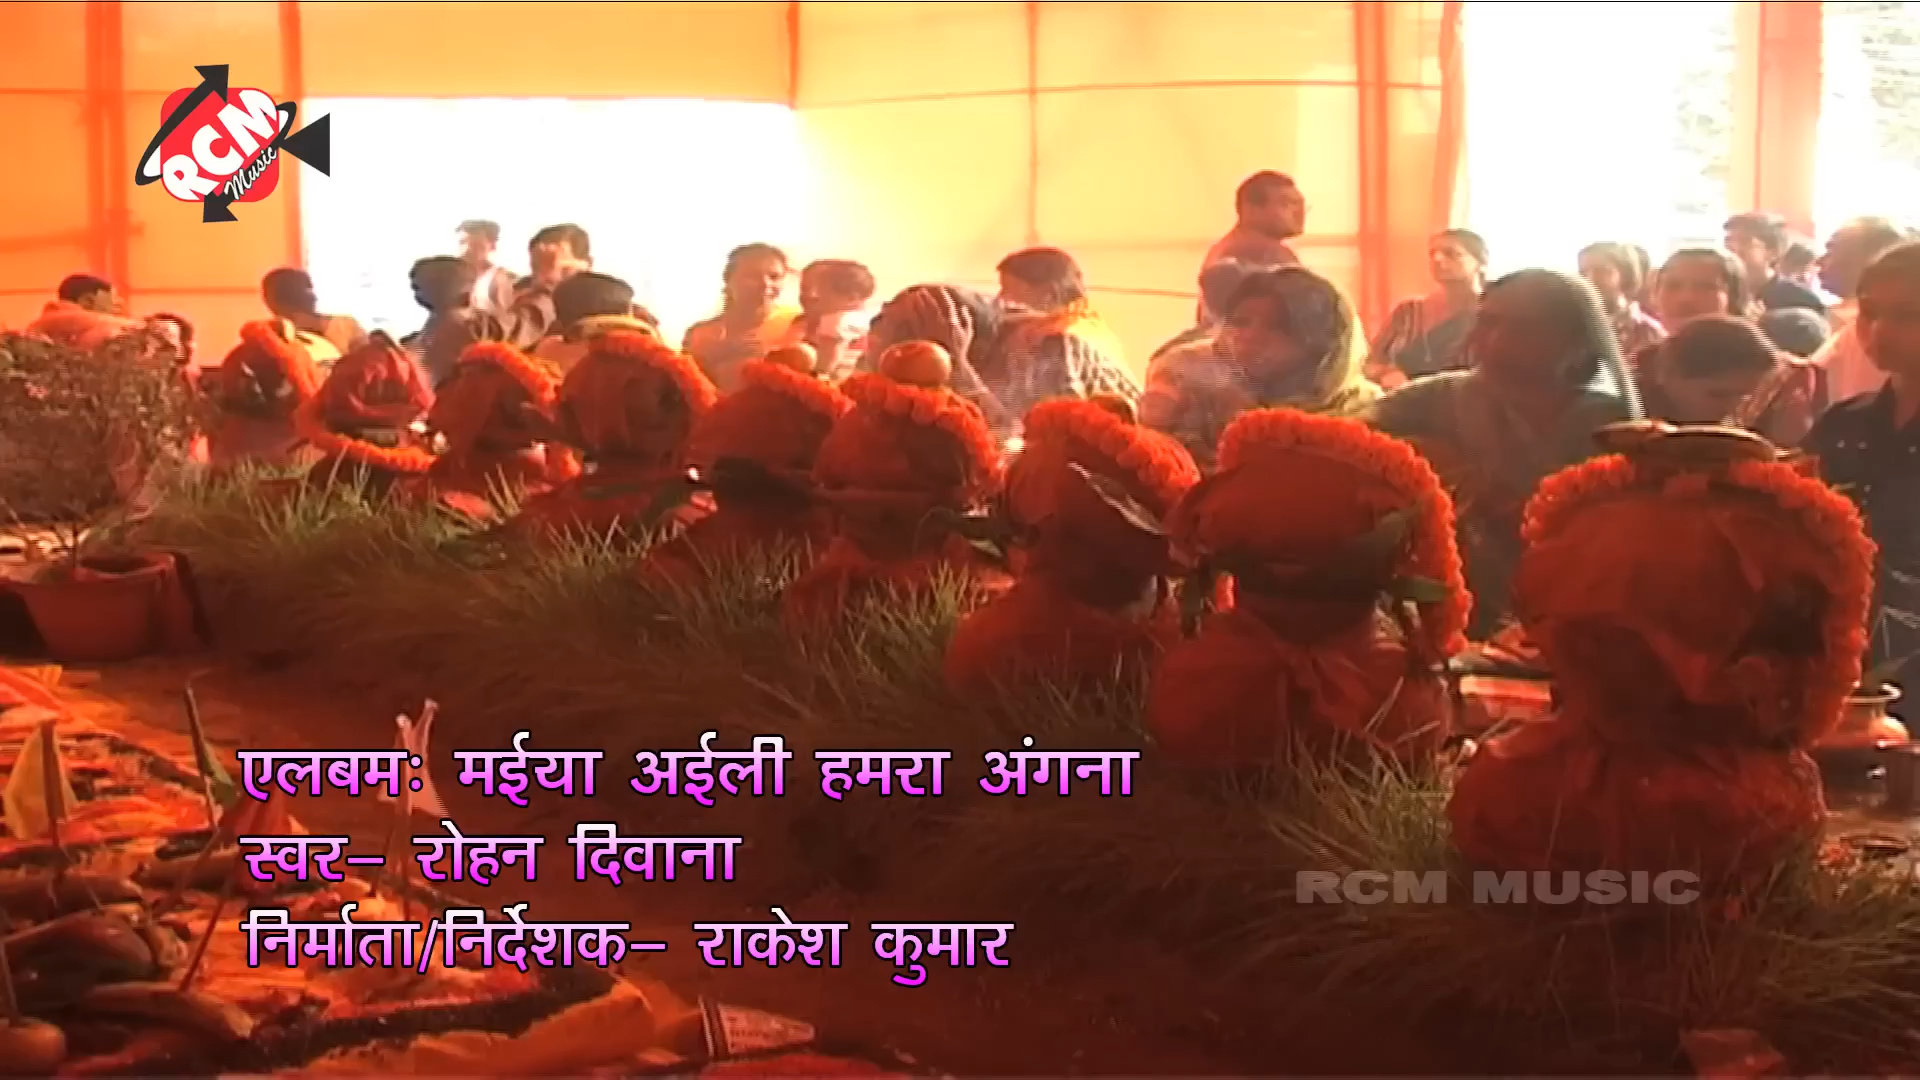 RCM
Music
एलबमः मईया अईली हमरा अंगना
स्वर– रोहन दिवाना
निर्माता/निर्देशक– राकेश कुमार
RCM MUSIC